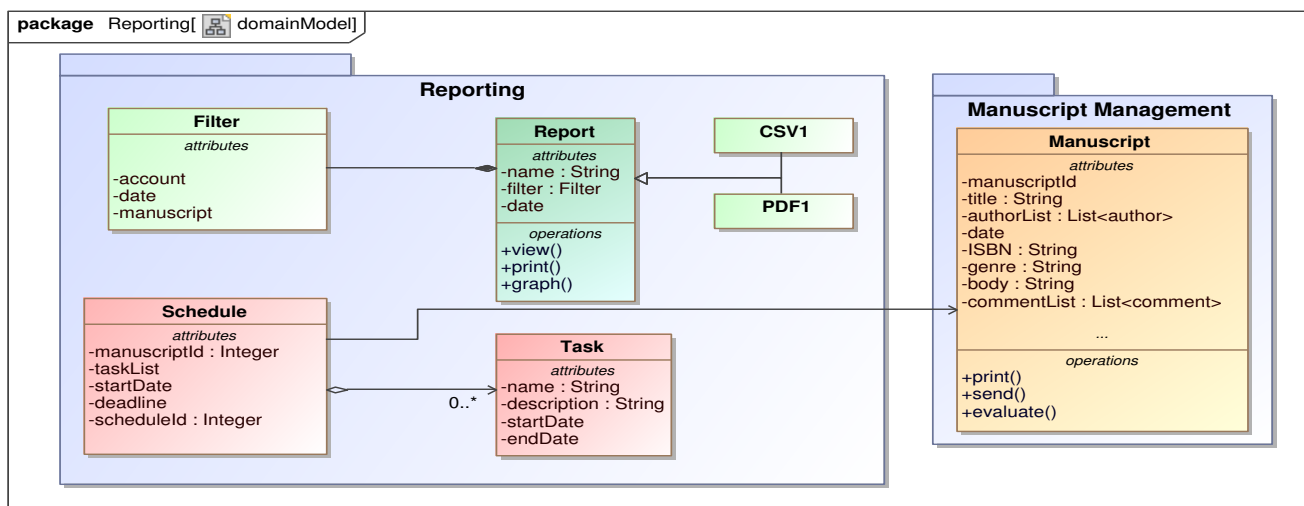 package Reporting[ domainModel]
Reporting
Filter
attributes
-account
-date
-manuscript
Report
attributes
-name : String
-filter : Filter
-date
operations
+view()
+print()
+graph()
CSV1
PDF1
Schedule
attributes
-manuscriptId : Integer
-taskList
-startDate
-deadline
-scheduleId : Integer
0..*
Task
attributes
-name : String
-description : String
-startDate
-endDate
Manuscript Management
Manuscript
attributes
-manuscriptId
-title : String
-authorList : List<author>
-date
-ISBN : String
-genre : String
-body : String
-commentList : List<comment>
...
operations
+print()
+send()
+evaluate()